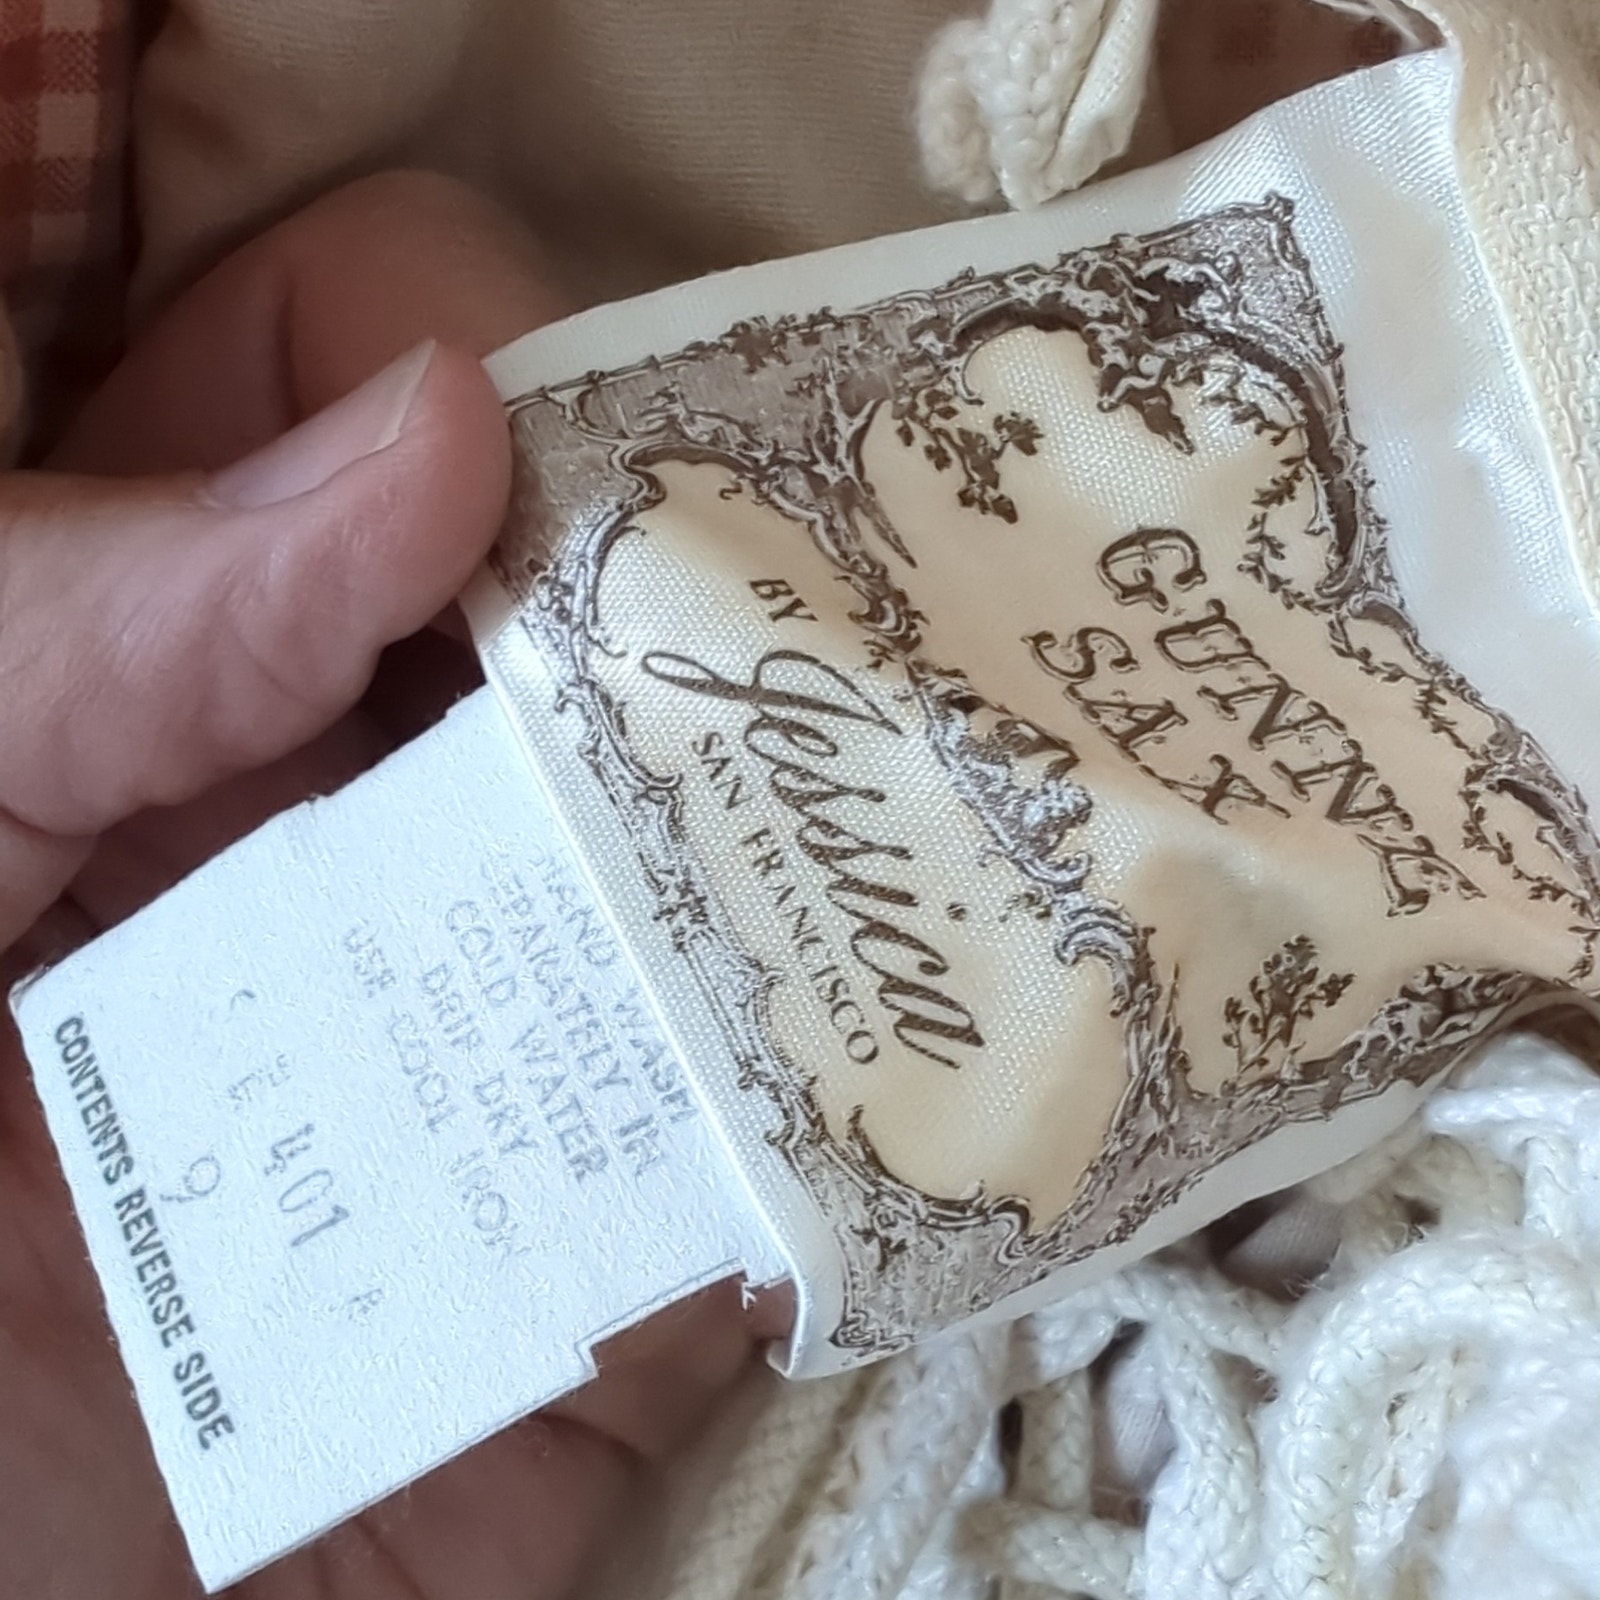 GUNNE
SAX
BY
Jessica
SAN FRANCISCO
HAND WASH
SEPARATELY IN
COLD WATER
DRIP DRY
USE COOL IRON
401
9
CONTENTS REVERSE SIDE